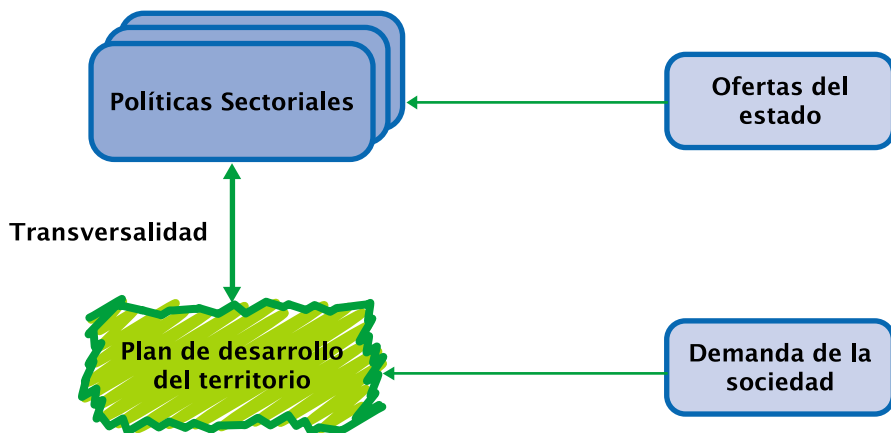 Políticas Sectoriales
Ofertas del
estado
Transversalidad
Plan de desarrollo
del territorio
Demanda de la
sociedad